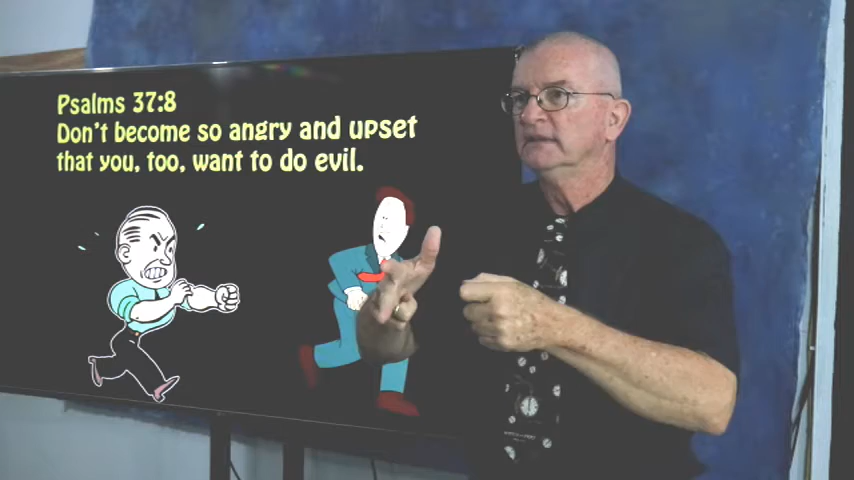 Psalms 37:8
Don't become so angry and upset
that you, too, want to do evil.